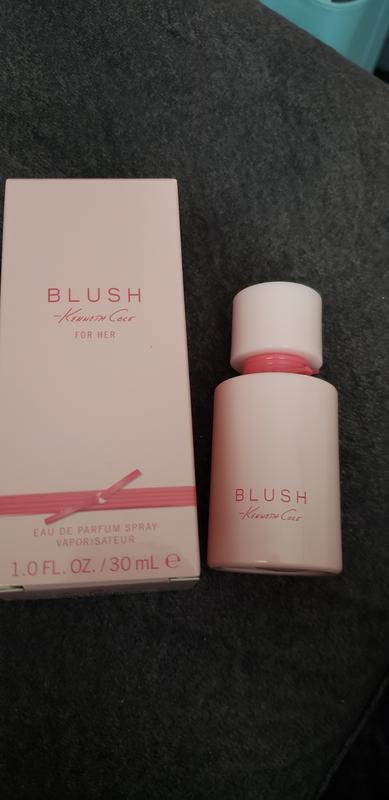 BLUSH
-Kenneth Cole
FOR HER
EAU DE PARFUM SPRAY
VAPORISATEUR
1.0 FL. OZ. / 30 mL ℮
BLUSH
-Kenneth Cole